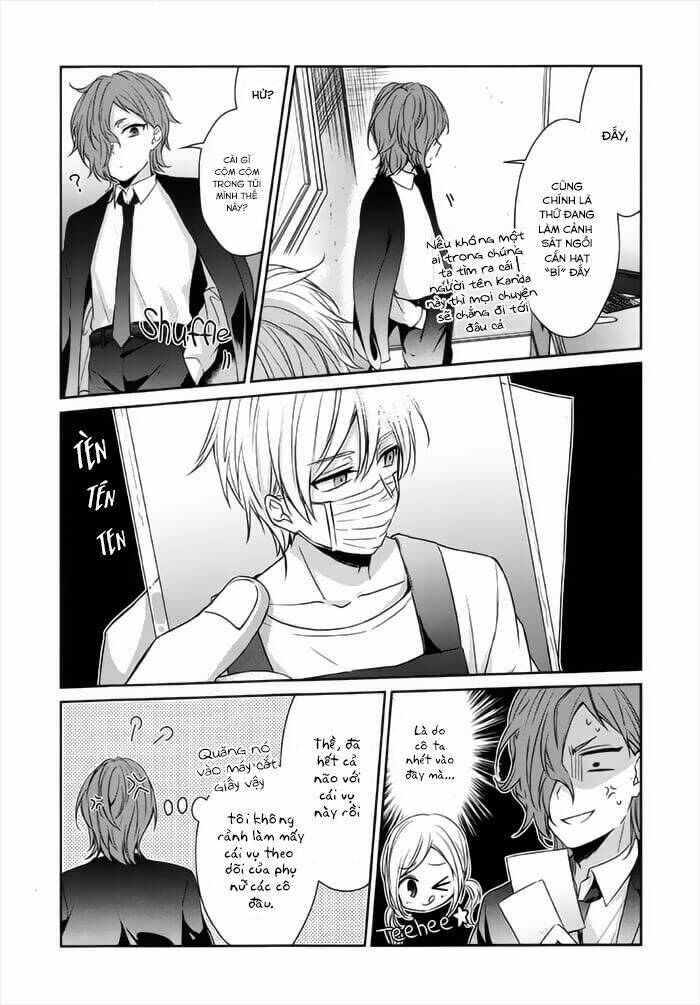 ĐẤY,
CŨNG
CHÍNH LÀ
THỨ ĐANG
LÀM CẢNH
SÁT NGỒI
CẮN HẠT
"BỈ" ĐẤY
Nếu không một
ai trong chúng
ta tìm ra cái
người tên Kanda
này thì mọi chuyện
sẽ chẳng đi tới
đâu cả
HỬ?
CÁI GÌ
CỘM CỘM
TRONG TÚI
MÌNH THẾ
NÀY?
?
Shuffle
TÈN
TÉN
TEN
Là do
cô ta
nhét vào
đây mà...
Teehee
Thề, đã
hết cả
não với
cái vụ
này rồi
tôi không
rảnh làm mấy
cái vụ theo
dõi của phụ
nữ các cô
đâu.
Quăng nó
vào máy cắt
Giấy vậy
? ?